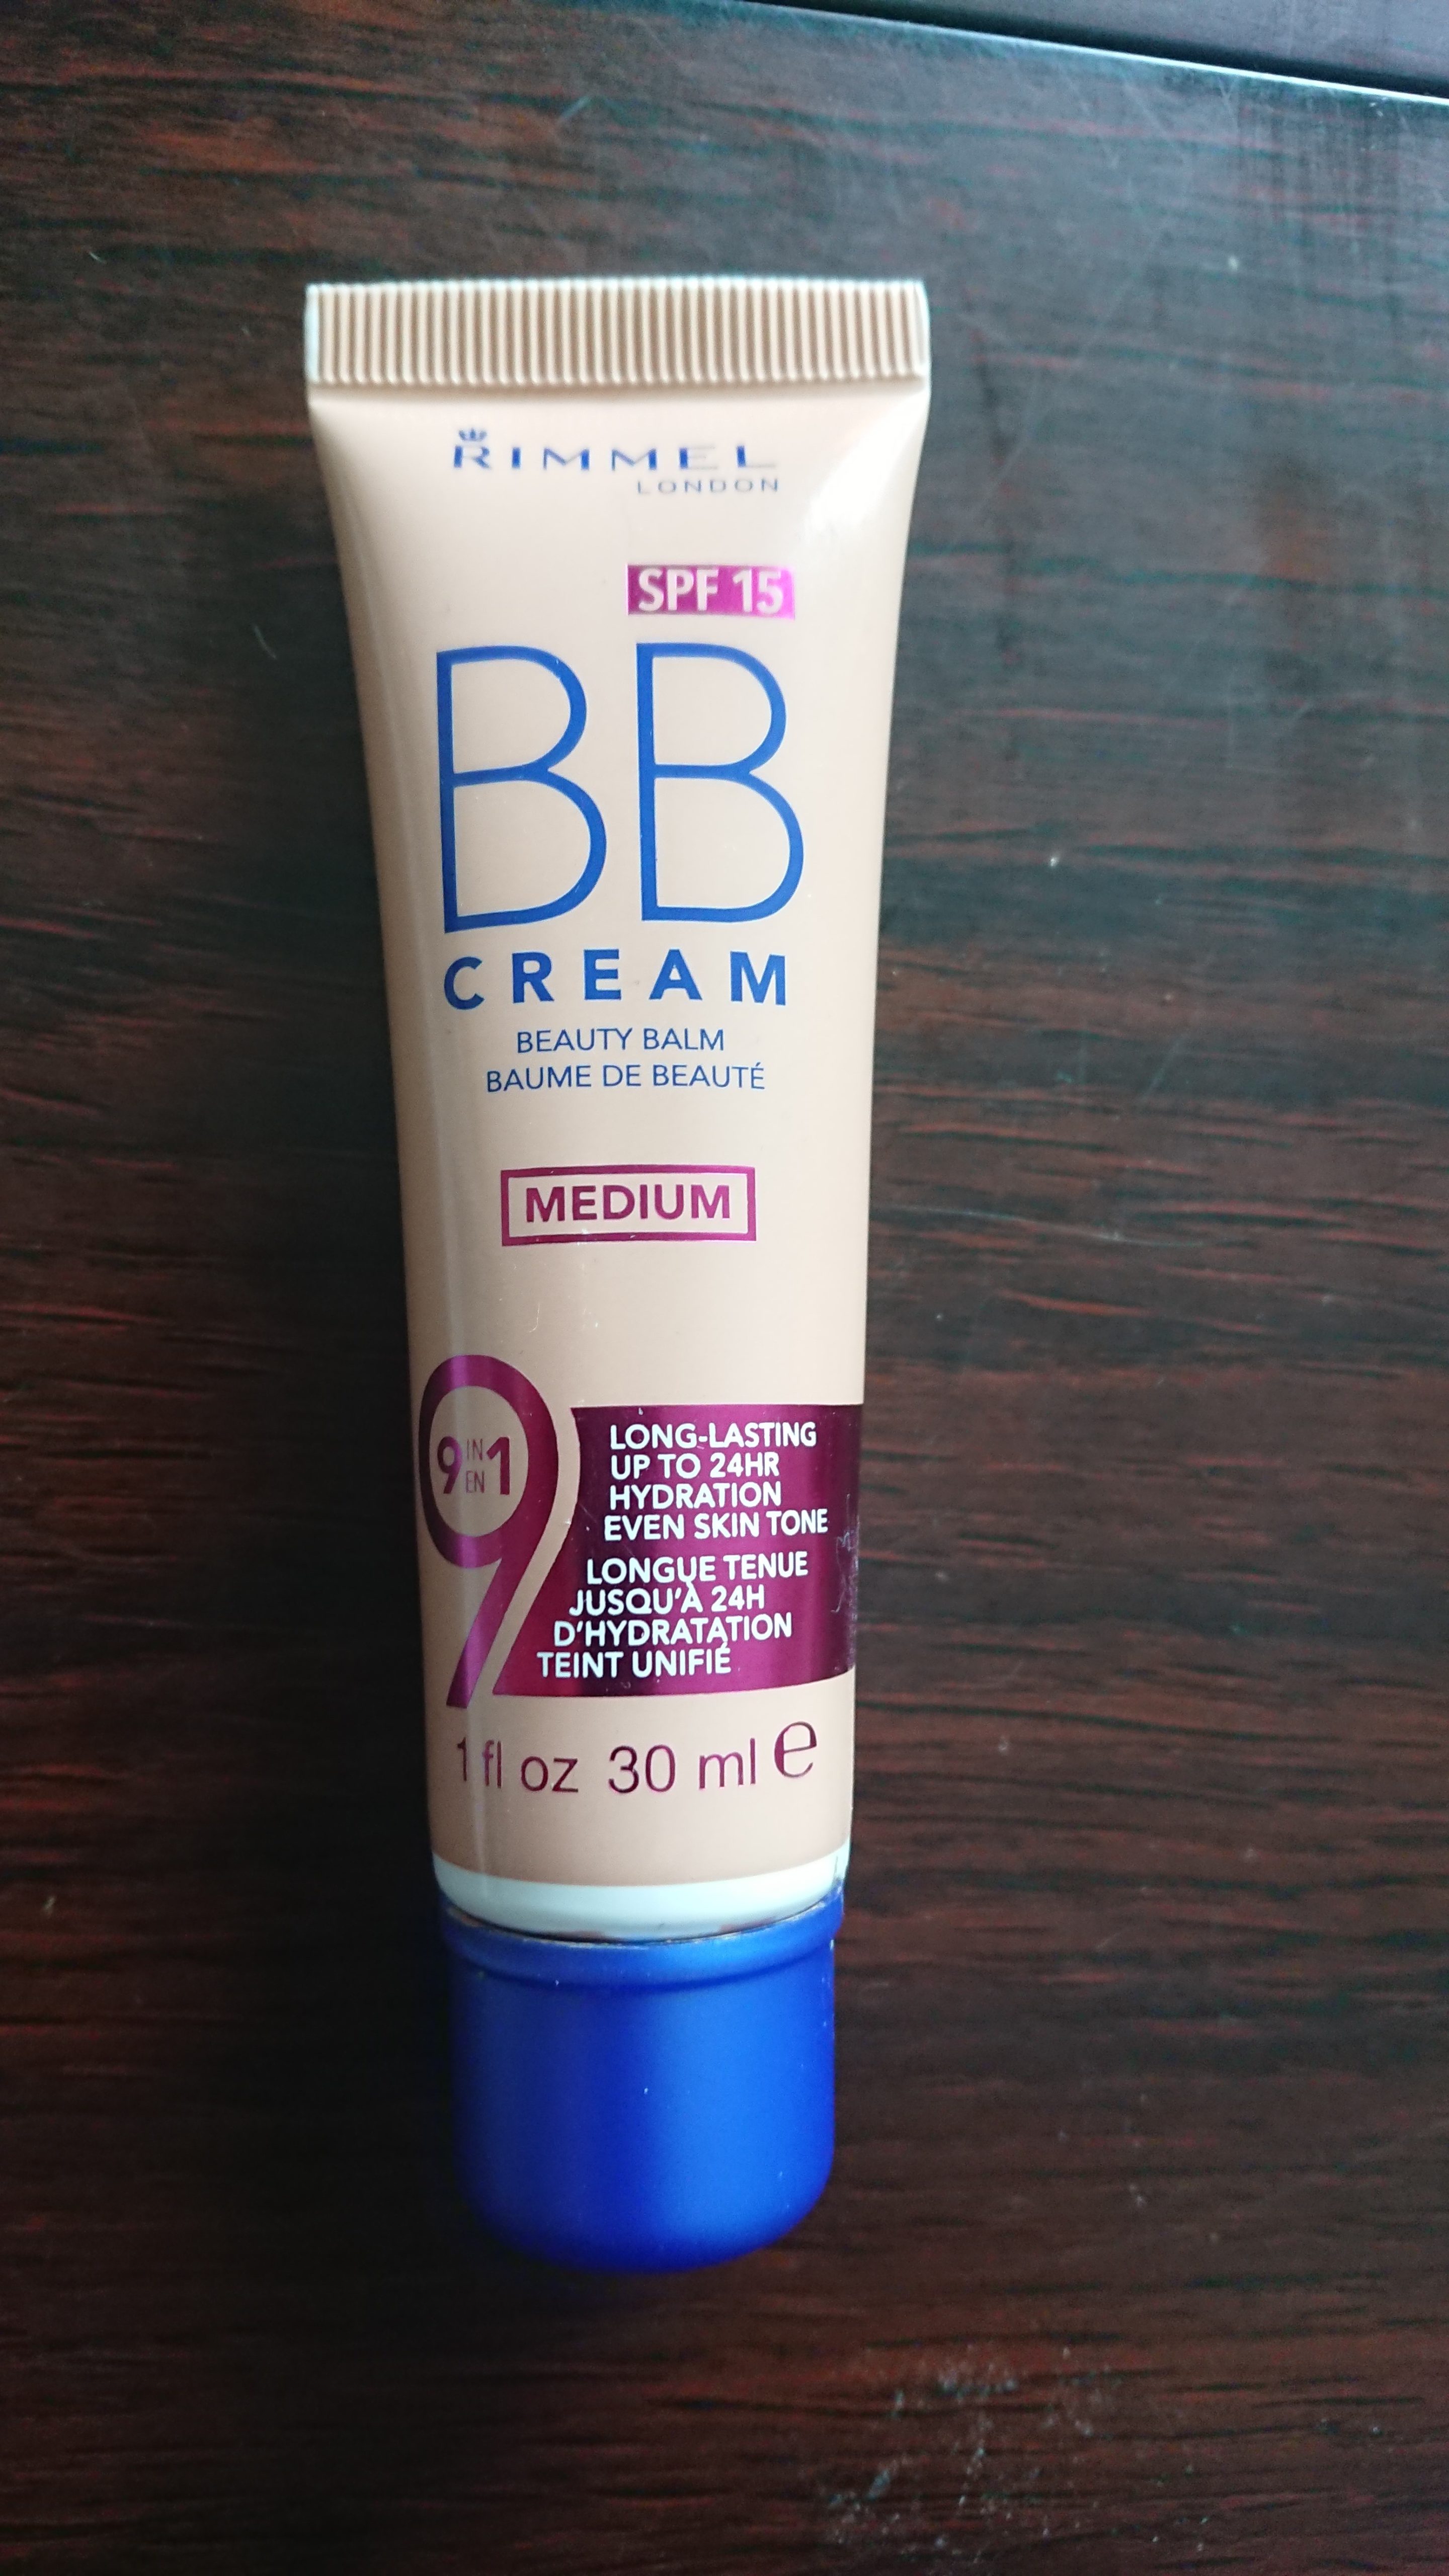 RIMMEL
LONDON
SPF 15
BB
CREAM
BEAUTY BALM
BAUME DE BEAUTÉ
MEDIUM
9 IN EN 1
LONG-LASTING
UP TO 24HR
HYDRATION
EVEN SKIN TONE
LONGUE TENUE
JUSQU'À 24H
D'HYDRATATION
TEINT UNIFIÉ
1 fl oz 30 ml e